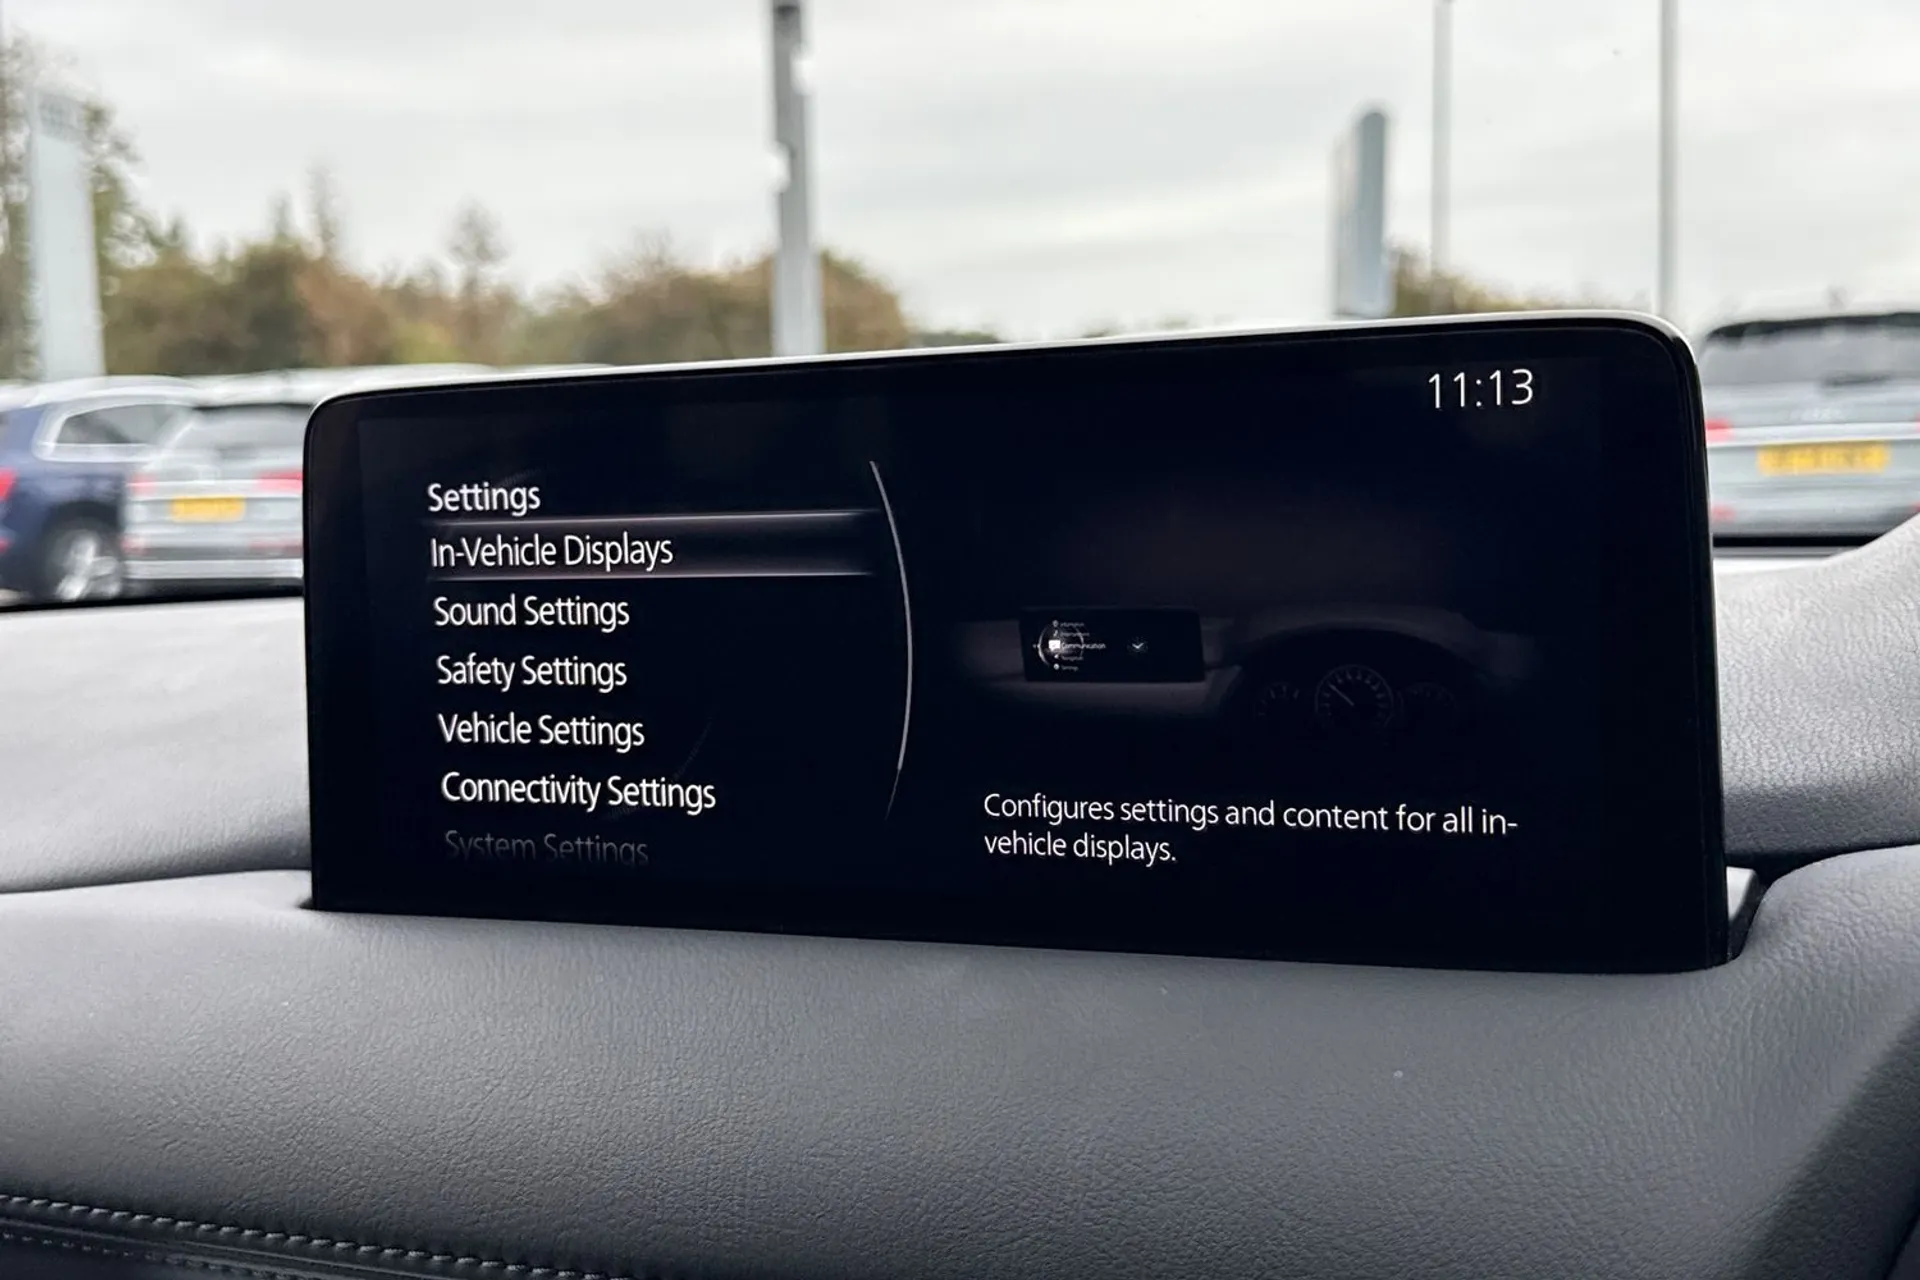 11:13
Settings
In-Vehicle Displays
Sound Settings
Safety Settings
Vehicle Settings
Connectivity Settings
System Settings
Communication
Configures settings and content for all in-
vehicle displays.